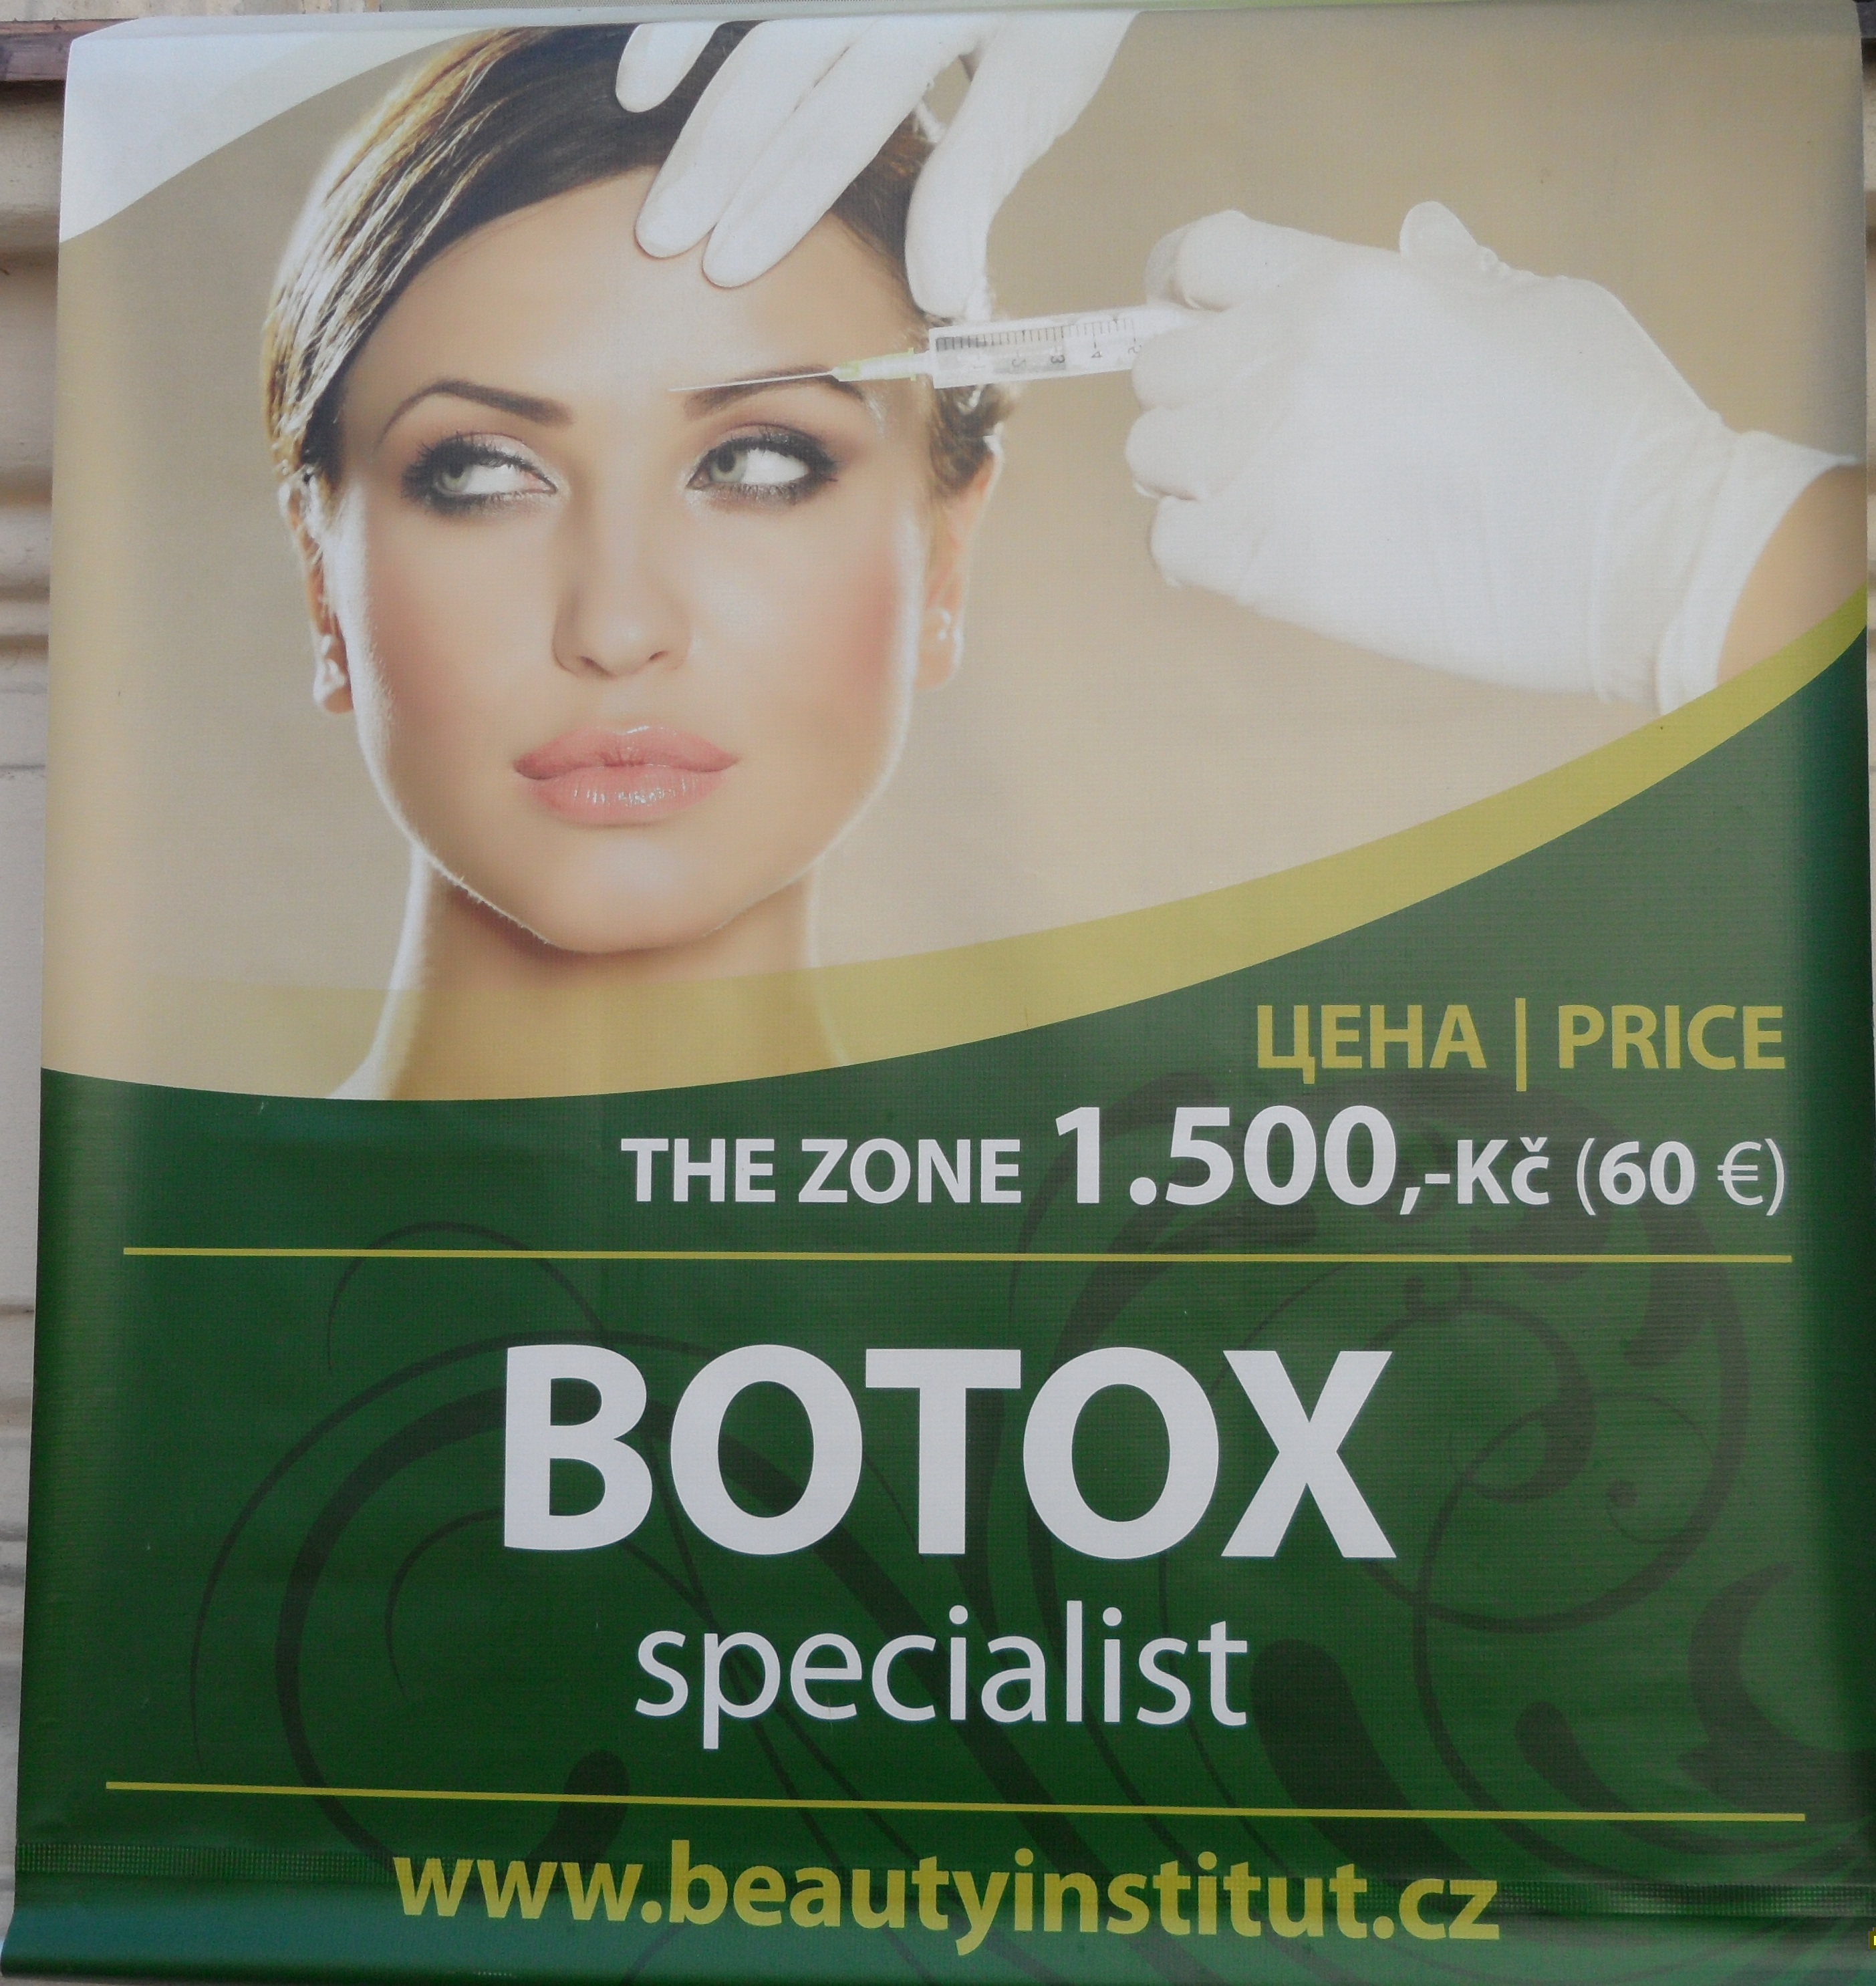 ЦЕНА | PRICE
THE ZONE 1.500,-Kč (60 €)
BOTOX
specialist
www.beautyinstitut.cz